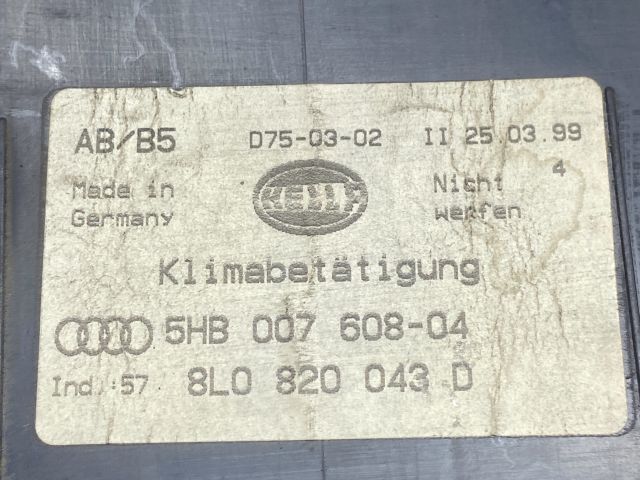 AB/B5 D75-03-02 II 25.03.99
Made in HELLA Nicht 4
Germany werfen
Klimabetätigung
5HB 007 608-04
Ind.:57 8L0 820 043 D